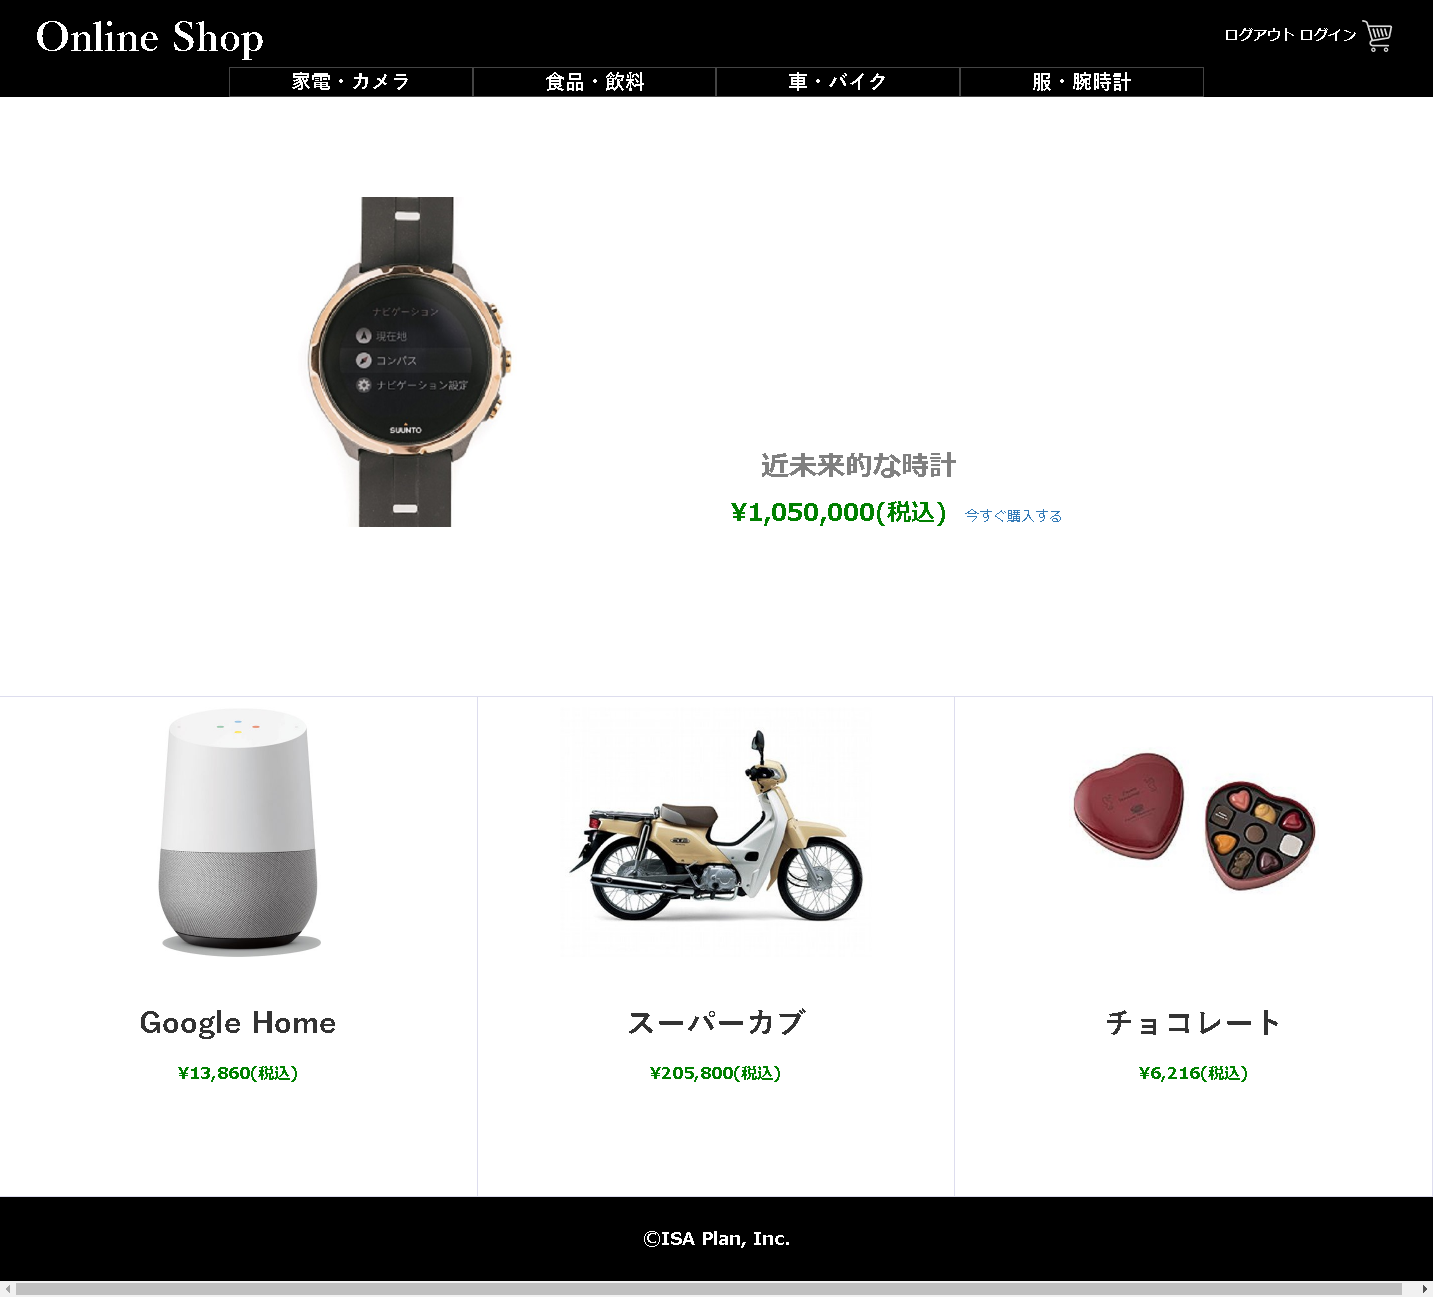 Online Shop
ログアウト ログイン
家電・カメラ
食品・飲料
車・バイク
服・腕時計
ナビゲーション
現在地
コンパス
ナビゲーション設定
SUUNTO
近未来的な時計
¥1,050,000(税込) 今すぐ購入する
Google Home
スーパーカブ
チョコレート
¥13,860(税込)
¥205,800(税込)
¥6,216(税込)
©ISA Plan, Inc.